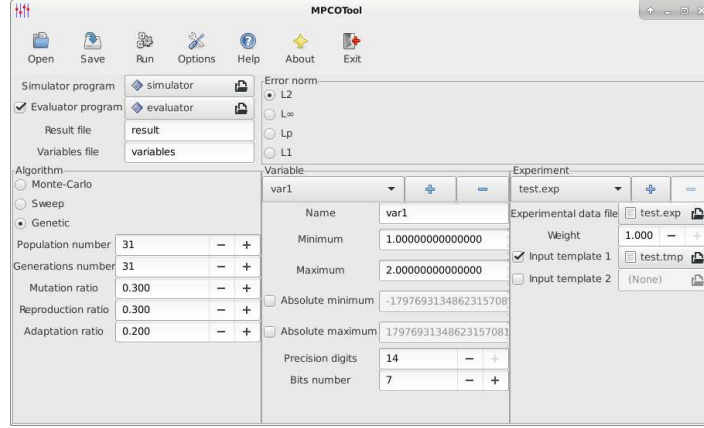 MPCOTool
Open Save Run Options Help About Exit
Simulator program simulator
Evaluator program evaluator
Result file result
Variables file variables
Error norm
L2
L∞
Lp
L1
Algorithm
Monte-Carlo
Sweep
Genetic
Population number 31 − +
Generations number 31 − +
Mutation ratio 0.300 − +
Reproduction ratio 0.300 − +
Adaptation ratio 0.200 − +
Variable
var1
Name var1
Minimum 1.00000000000000
Maximum 2.00000000000000
Absolute minimum -179769313486231570​8
Absolute maximum 1797693134862315708​1
Precision digits 14 − +
Bits number 7 − +
Experiment
test.exp
Experimental data file test.exp
Weight 1.000 − +
Input template 1 test.tmp
Input template 2 (None)